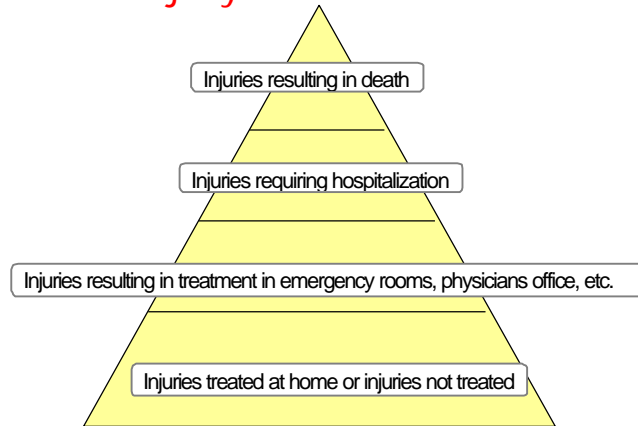 Injuries resulting in death
Injuries requiring hospitalization
Injuries resulting in treatment in emergency rooms, physicians office, etc.
Injuries treated at home or injuries not treated